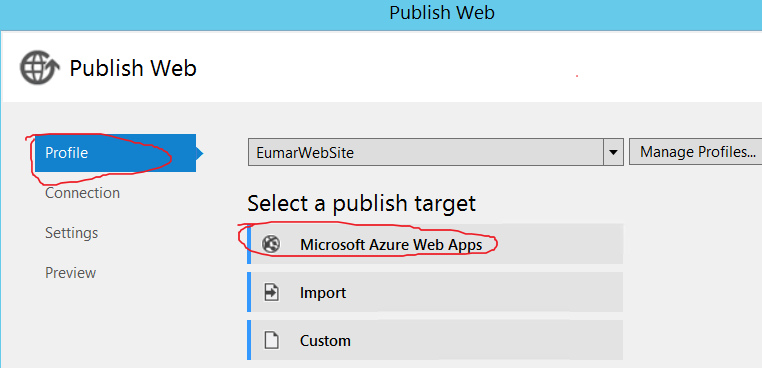 Publish Web
Publish Web
Profile
EumarWebSite
Manage Profiles...
Connection
Select a publish target
Settings
Microsoft Azure Web Apps
Preview
Import
Custom